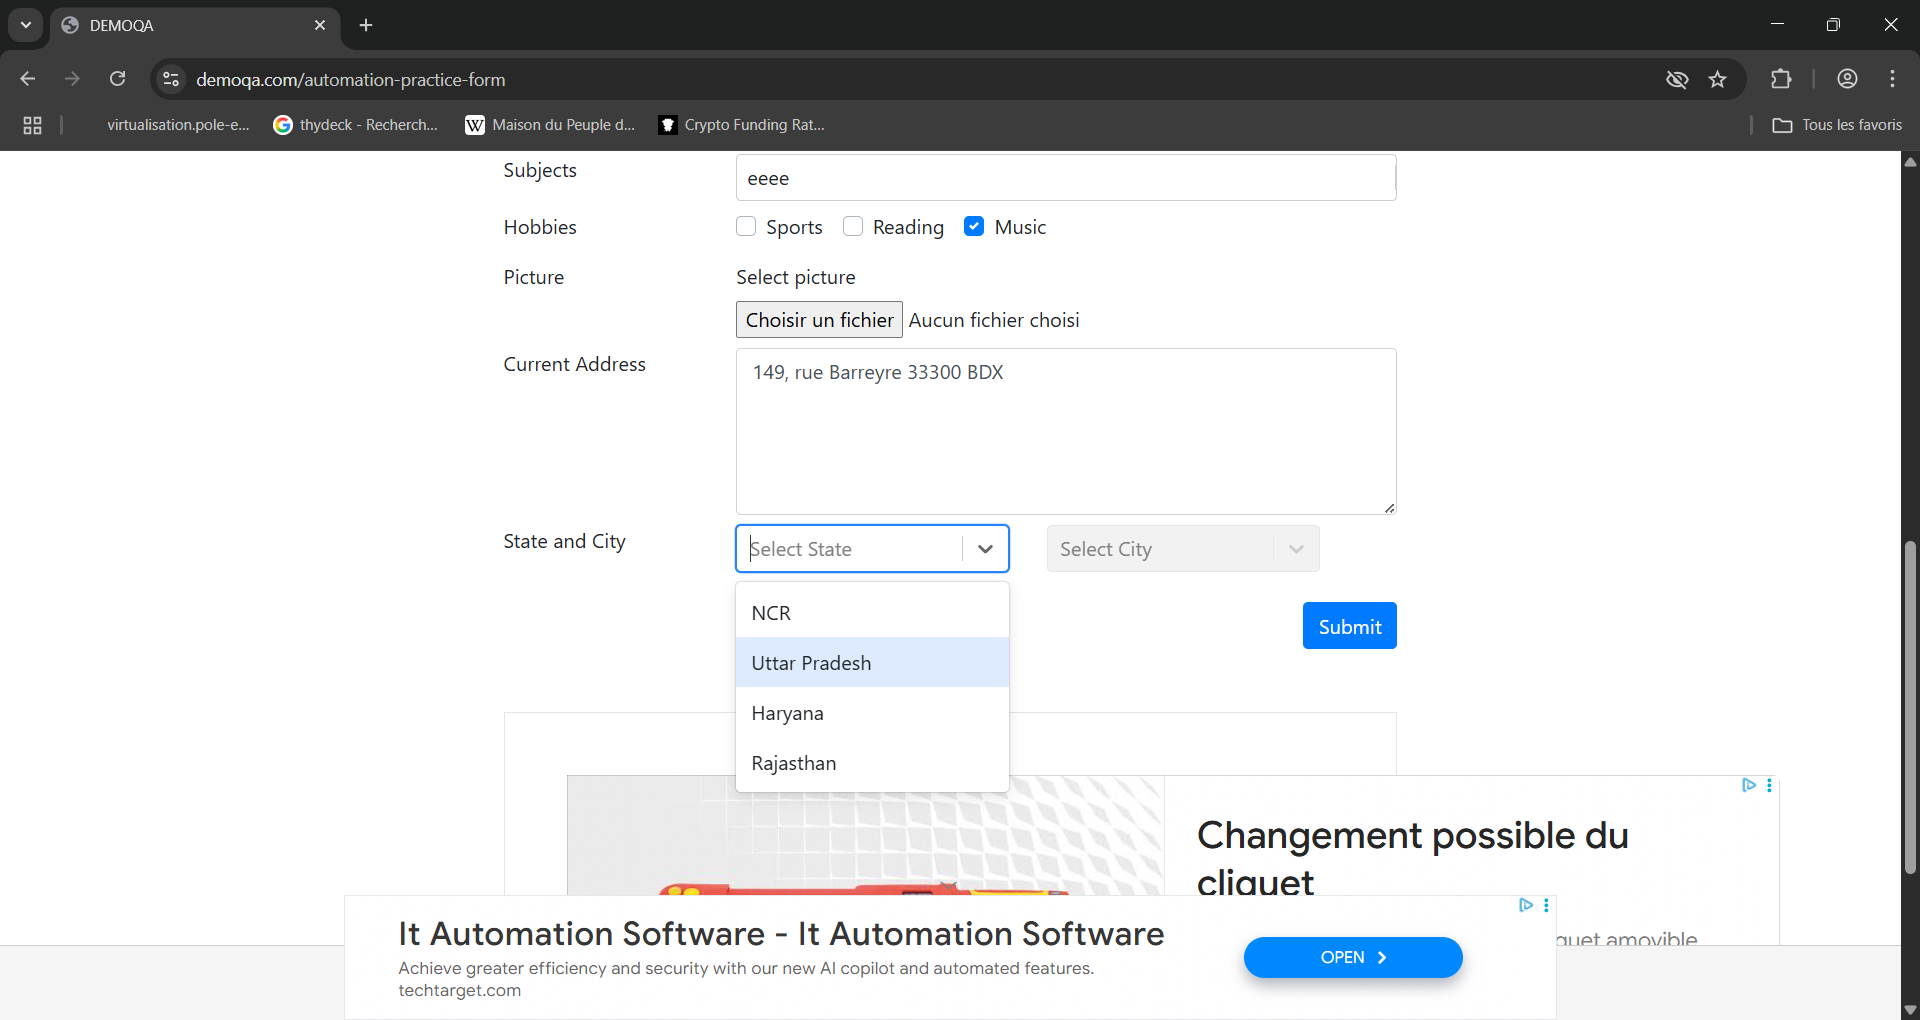 DEMOQA
demoqa.com/automation-practice-form
virtualisation.pole-e...
thydeck - Recherch...
W Maison du Peuple d...
Crypto Funding Rat...
Tous les favoris
Subjects
eeee
Hobbies
Sports
Reading
Music
Picture
Select picture
Choisir un fichier Aucun fichier choisi
Current Address
149, rue Barreyre 33300 BDX
State and City
Select State
Select City
NCR
Submit
Uttar Pradesh
Haryana
Rajasthan
Changement possible du
cliquet
quet amovible
It Automation Software - It Automation Software
Achieve greater efficiency and security with our new AI copilot and automated features.
techtarget.com
OPEN